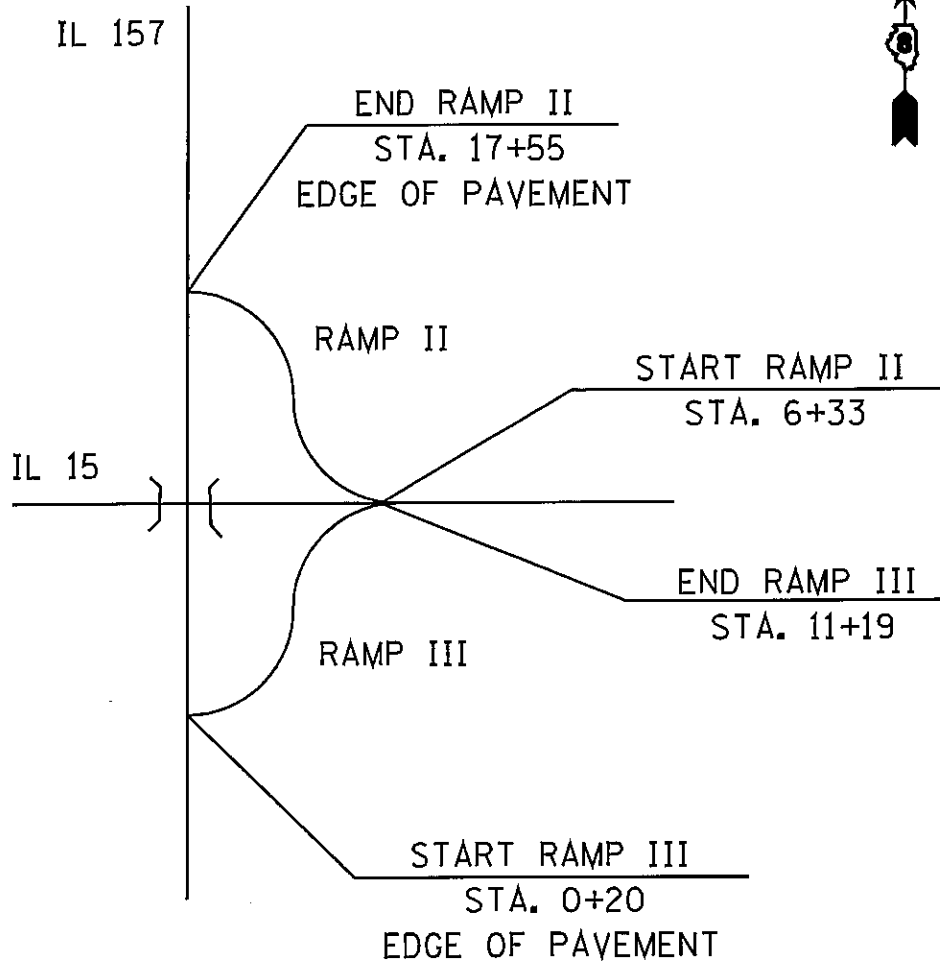 IL 157
8
END RAMP II
STA. 17+55
EDGE OF PAVEMENT
RAMP II
START RAMP II
STA. 6+33
IL 15
END RAMP III
STA. 11+19
RAMP III
START RAMP III
STA. 0+20
EDGE OF PAVEMENT